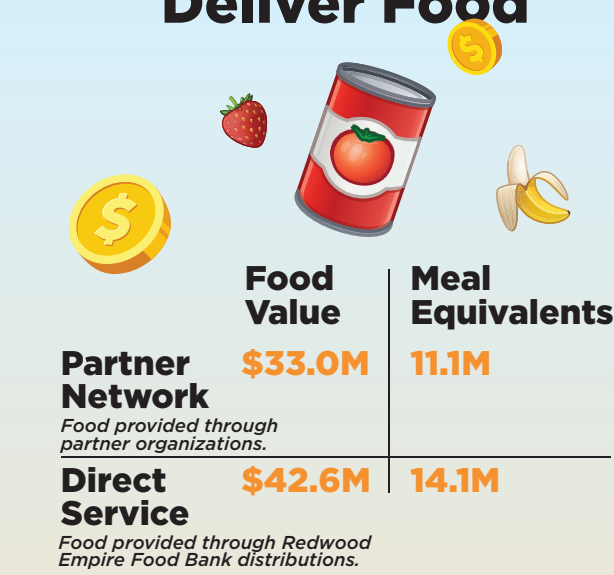 Deliver Food
Food
Value
Meal
Equivalents
Partner
Network
$33.0M
11.1M
Food provided through
partner organizations.
Direct
Service
$42.6M
14.1M
Food provided through Redwood
Empire Food Bank distributions.